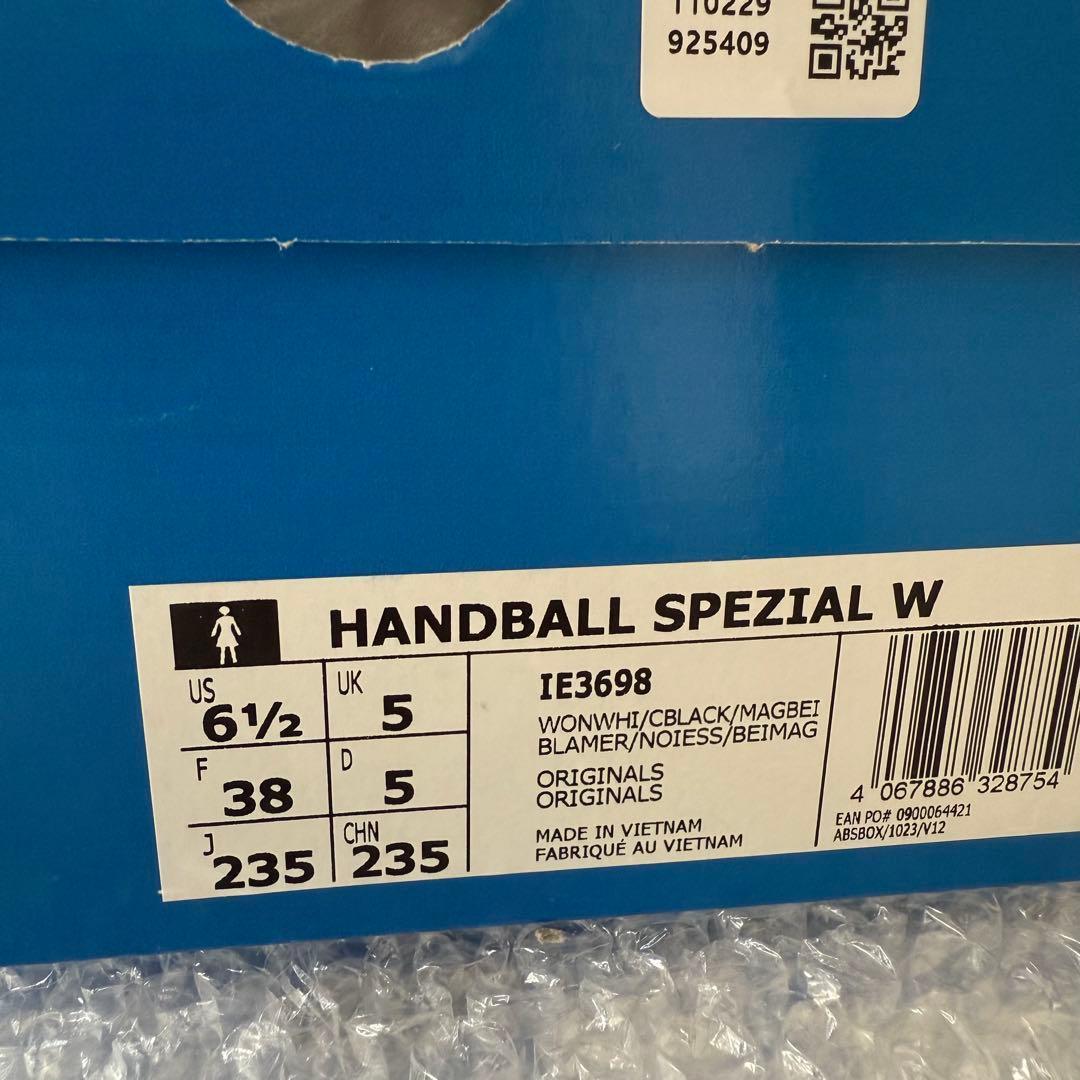 110229
925409
HANDBALL SPEZIAL W
US 6½ UK 5
F 38 D 5
J 235 CHN 235
IE3698
WONWHI/CBLACK/MAGBEI
BLAMER/NOIESS/BEIMAG
ORIGINALS
ORIGINALS
MADE IN VIETNAM
FABRIQUÉ AU VIETNAM
4 067886 328754
EAN PO# 0900064421
ABSBOX/1023/V12